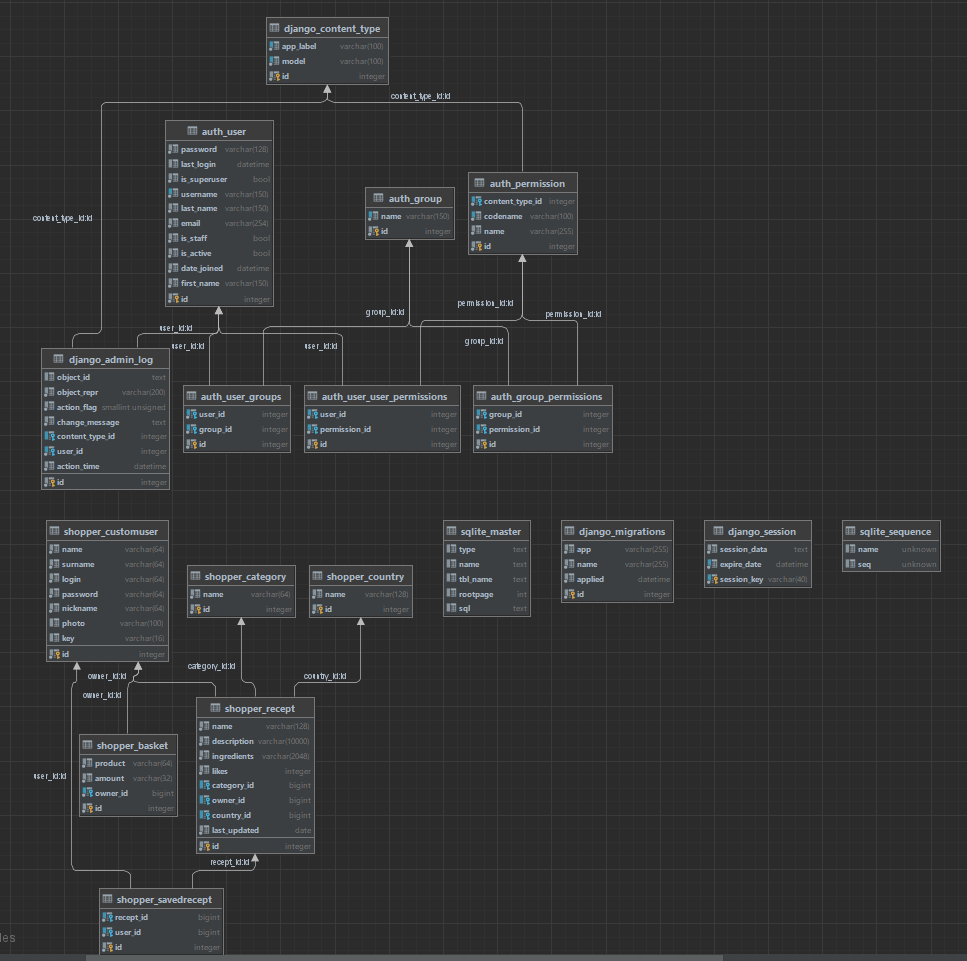 django_content_type
app_label varchar(100)
model varchar(100)
id integer
content_type_id:id
auth_user
password varchar(128)
last_login datetime
is_superuser bool
username varchar(150)
last_name varchar(150)
email varchar(254)
is_staff bool
is_active bool
date_joined datetime
first_name varchar(150)
id integer
auth_group
name varchar(150)
id integer
auth_permission
content_type_id integer
codename varchar(100)
name varchar(255)
id integer
content_type_id:id
group_id:id
permission_id:id
permission_id:id
user_id:id
user_id:id
user_id:id
group_id:id
django_admin_log
object_id text
object_repr varchar(200)
action_flag smallint unsigned
change_message text
content_type_id integer
user_id integer
action_time datetime
id integer
auth_user_groups
user_id integer
group_id integer
id integer
auth_user_user_permissions
user_id integer
permission_id integer
id integer
auth_group_permissions
group_id integer
permission_id integer
id integer
shopper_customuser
name varchar(64)
surname varchar(64)
login varchar(64)
password varchar(64)
nickname varchar(64)
photo varchar(100)
key varchar(16)
id integer
shopper_category
name varchar(64)
id integer
shopper_country
name varchar(128)
id integer
sqlite_master
type text
name text
tbl_name text
rootpage int
sql text
django_migrations
app varchar(255)
name varchar(255)
applied datetime
id integer
django_session
session_data text
expire_date datetime
session_key varchar(40)
sqlite_sequence
name unknown
seq unknown
owner_id:id
category_id:id
country_id:id
owner_id:id
shopper_recept
name varchar(128)
description varchar(10000)
ingredients varchar(2048)
likes integer
category_id bigint
owner_id bigint
country_id bigint
last_updated date
id integer
shopper_basket
product varchar(64)
amount varchar(32)
owner_id bigint
id integer
user_id:id
recept_id:id
shopper_savedrecept
recept_id bigint
user_id bigint
id integer
les